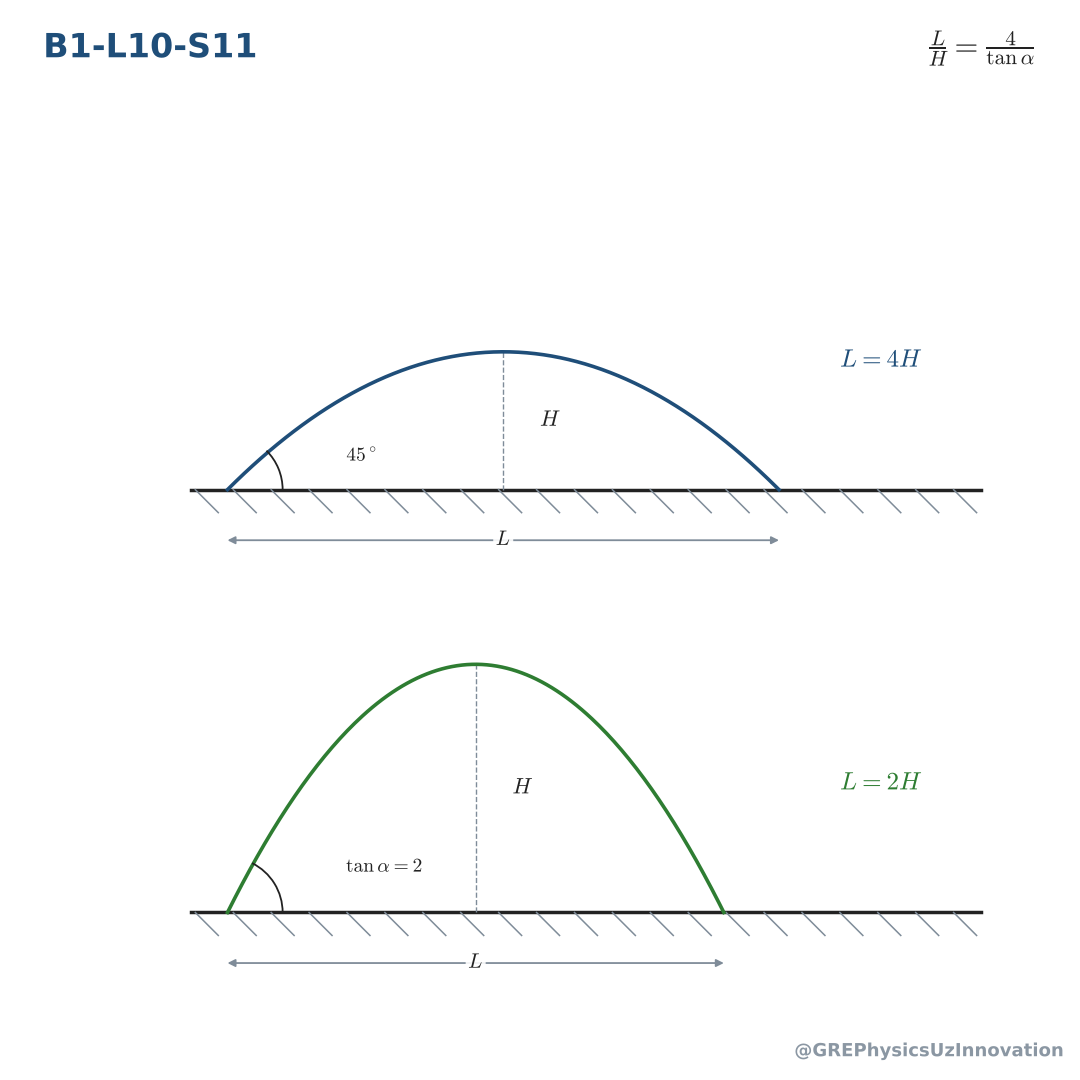 B1-L10-S11
L/H = 4/tan α
L = 4H
H
45°
L
L = 2H
H
tan α = 2
L
@GREPhysicsUzInnovation